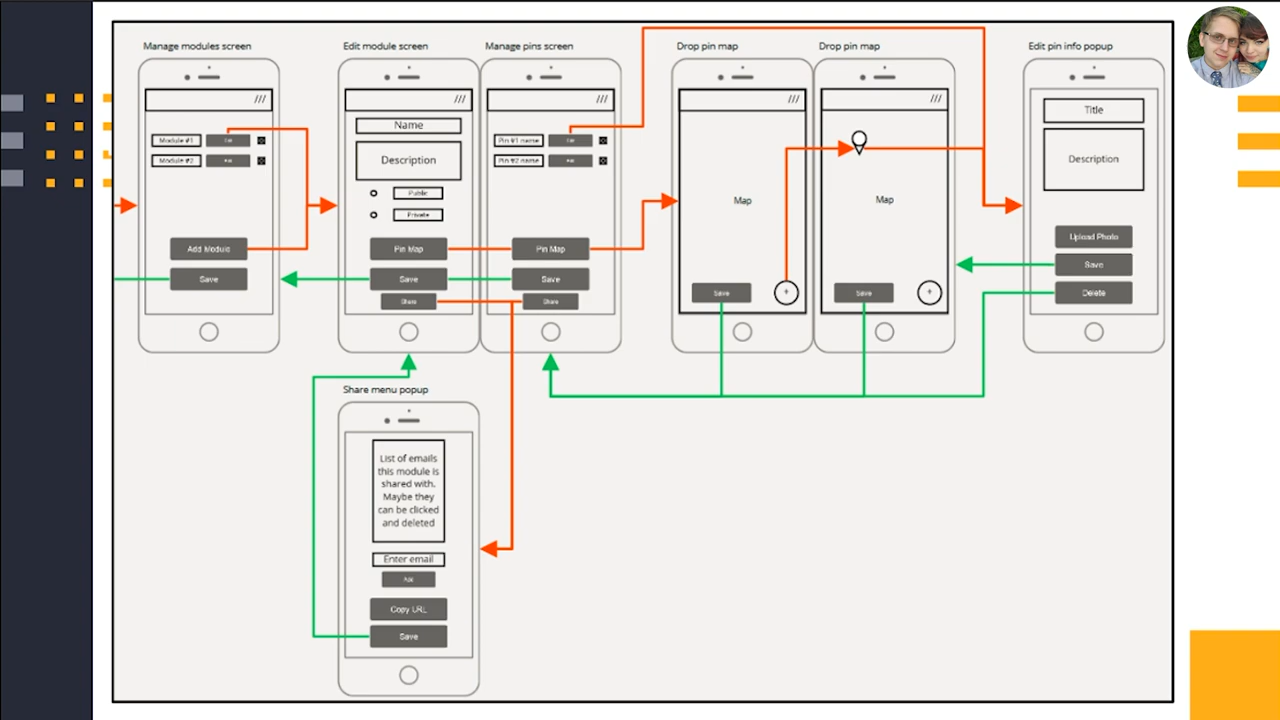 Manage modules screen
Edit module screen
Manage pins screen
Drop pin map
Drop pin map
Edit pin info popup
///
Module #1
Module #2
Add Module
Save
///
Name
Description
Public
Private
Pin Map
Save
Share
///
Pin #1 name
Pin #2 name
Pin Map
Save
Share
///
Map
Save
+
///
Map
Save
+
Title
Description
Upload Photo
Save
Delete
Share menu popup
List of emails
this module is
shared with.
Maybe they
can be clicked
and deleted
Enter email
Add
Copy URL
Save